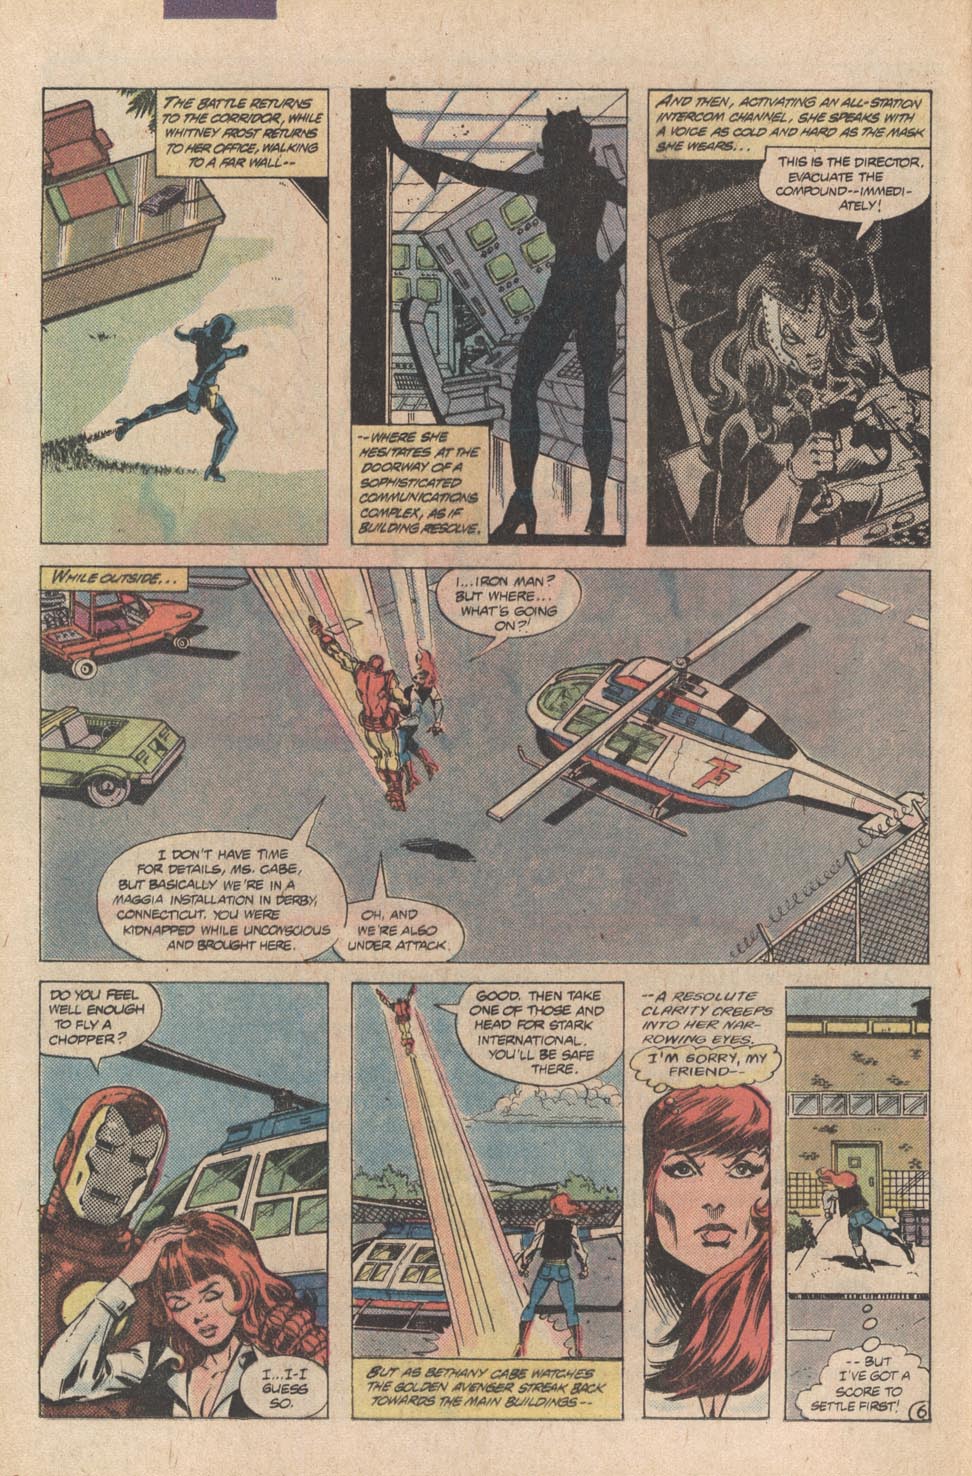 THE BATTLE RETURNS
TO THE CORRIDOR, WHILE
WHITNEY FROST RETURNS
TO HER OFFICE, WALKING
TO A FAR WALL--
--WHERE SHE
HESITATES AT THE
DOORWAY OF A
SOPHISTICATED
COMMUNICATIONS
COMPLEX, AS IF
BUILDING RESOLVE.
AND THEN, ACTIVATING AN ALL-STATION
INTERCOM CHANNEL, SHE SPEAKS WITH
A VOICE AS COLD AND HARD AS THE MASK
SHE WEARS...
THIS IS THE DIRECTOR.
EVACUATE THE
COMPOUND--IMMEDI-
ATELY!
WHILE OUTSIDE...
I...IRON MAN?
BUT WHERE...
WHAT'S GOING
ON?!
I DON'T HAVE TIME
FOR DETAILS, MS. CABE,
BUT BASICALLY WE'RE IN A
MAGGIA INSTALLATION IN DERBY,
CONNECTICUT. YOU WERE
KIDNAPPED WHILE UNCONSCIOUS
AND BROUGHT HERE.
OH, AND
WE'RE ALSO
UNDER ATTACK.
DO YOU FEEL
WELL ENOUGH
TO FLY A
CHOPPER?
I...I-I
GUESS
SO.
GOOD. THEN TAKE
ONE OF THOSE AND
HEAD FOR STARK
INTERNATIONAL.
YOU'LL BE SAFE
THERE.
BUT AS BETHANY CABE WATCHES
THE GOLDEN AVENGER STREAK BACK
TOWARDS THE MAIN BUILDINGS--
--A RESOLUTE
CLARITY CREEPS
INTO HER NAR-
ROWING EYES.
I'M SORRY, MY
FRIEND--
-- BUT
I'VE GOT A
SCORE TO
SETTLE FIRST!
6